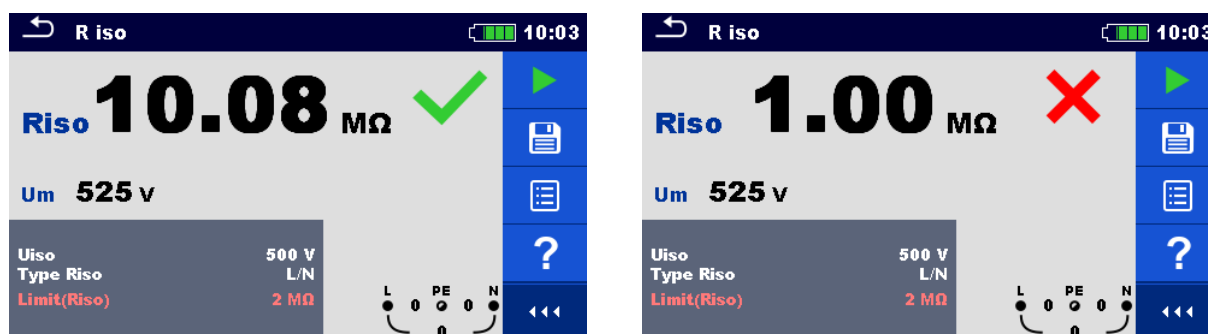 R iso 10:03
Riso 10.08 MΩ
Um 525 V
Uiso 500 V
Type Riso L/N
Limit(Riso) 2 MΩ
?
L PE N
0 0
0
R iso 10:03
Riso 1.00 MΩ
Um 525 V
Uiso 500 V
Type Riso L/N
Limit(Riso) 2 MΩ
?
L PE N
0 0
0